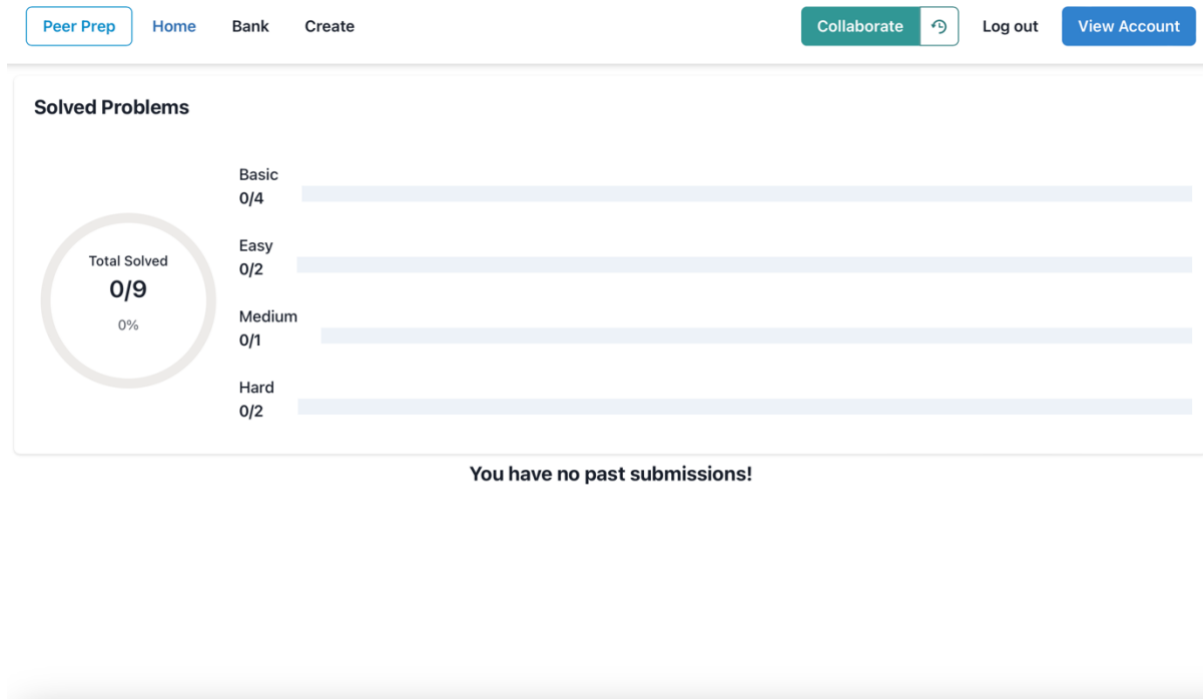 Peer Prep Home Bank Create Collaborate Log out View Account
Solved Problems
Total Solved
0/9
0%
Basic
0/4
Easy
0/2
Medium
0/1
Hard
0/2
You have no past submissions!